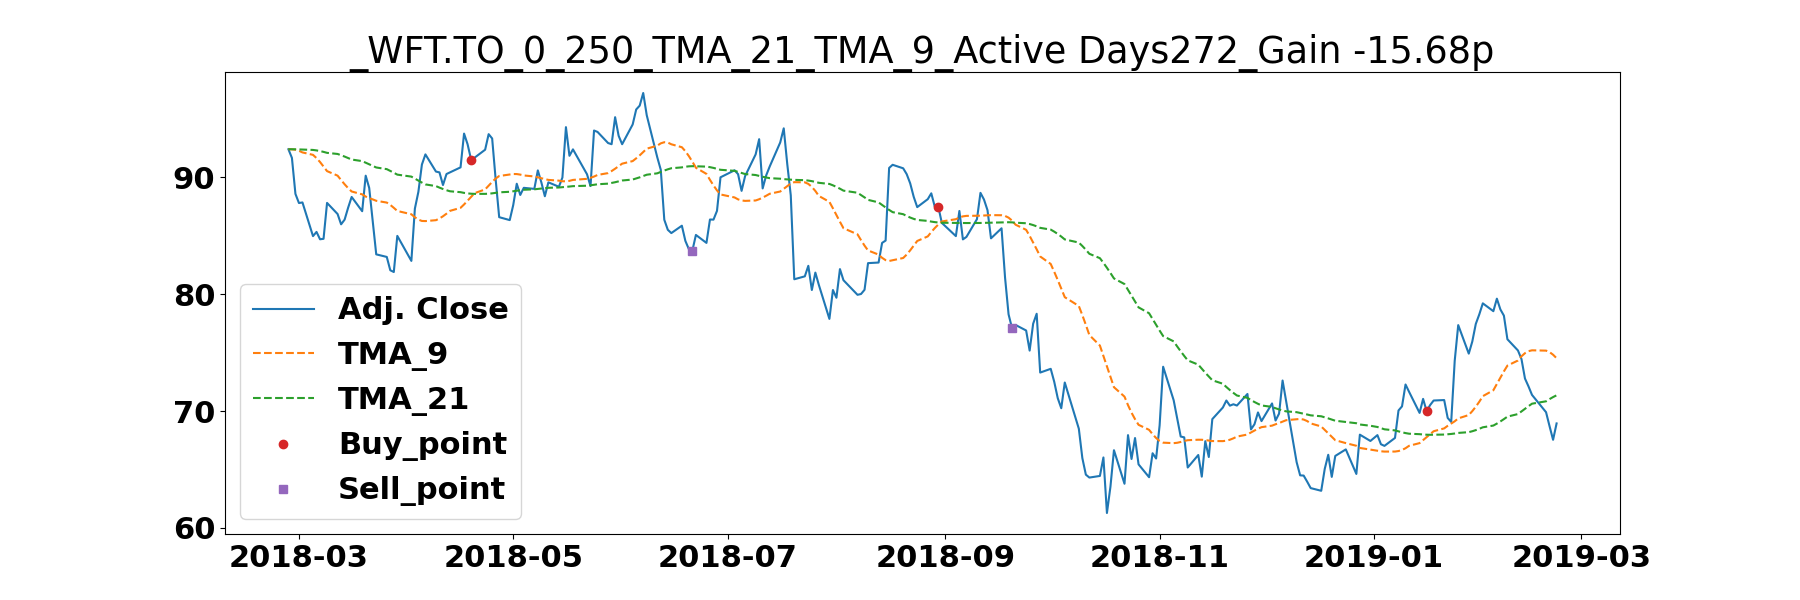 _WFT.TO_0_250_TMA_21_TMA_9_Active Days272_Gain -15.68p
90
80
70
60
Adj. Close
TMA_9
TMA_21
Buy_point
Sell_point
2018-03 2018-05 2018-07 2018-09 2018-11 2019-01 2019-03